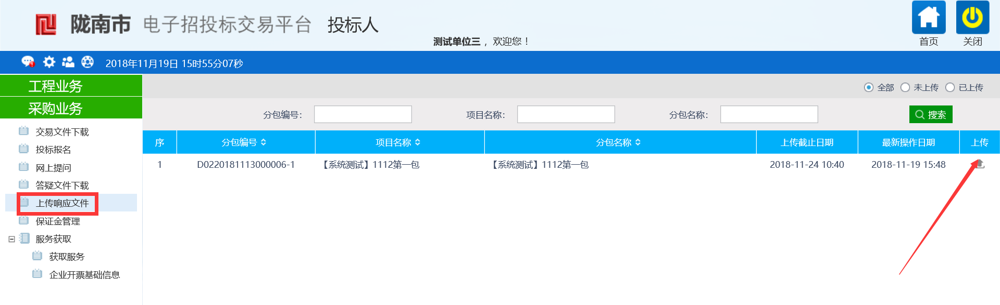 陇南市 电子招投标交易平台 投标人
测试单位三 ，欢迎您！
首页 关闭
2018年11月19日 15时55分07秒
工程业务
采购业务
交易文件下载
投标报名
网上提问
答疑文件下载
上传响应文件
保证金管理
服务获取
获取服务
企业开票基础信息
全部 未上传 已上传
分包编号： 项目名称： 分包名称： 搜索
序 分包编号 项目名称 分包名称 上传截止日期 最新操作日期 上传
1 D0220181113000006-1 【系统测试】1112第一包 【系统测试】1112第一包 2018-11-24 10:40 2018-11-19 15:48